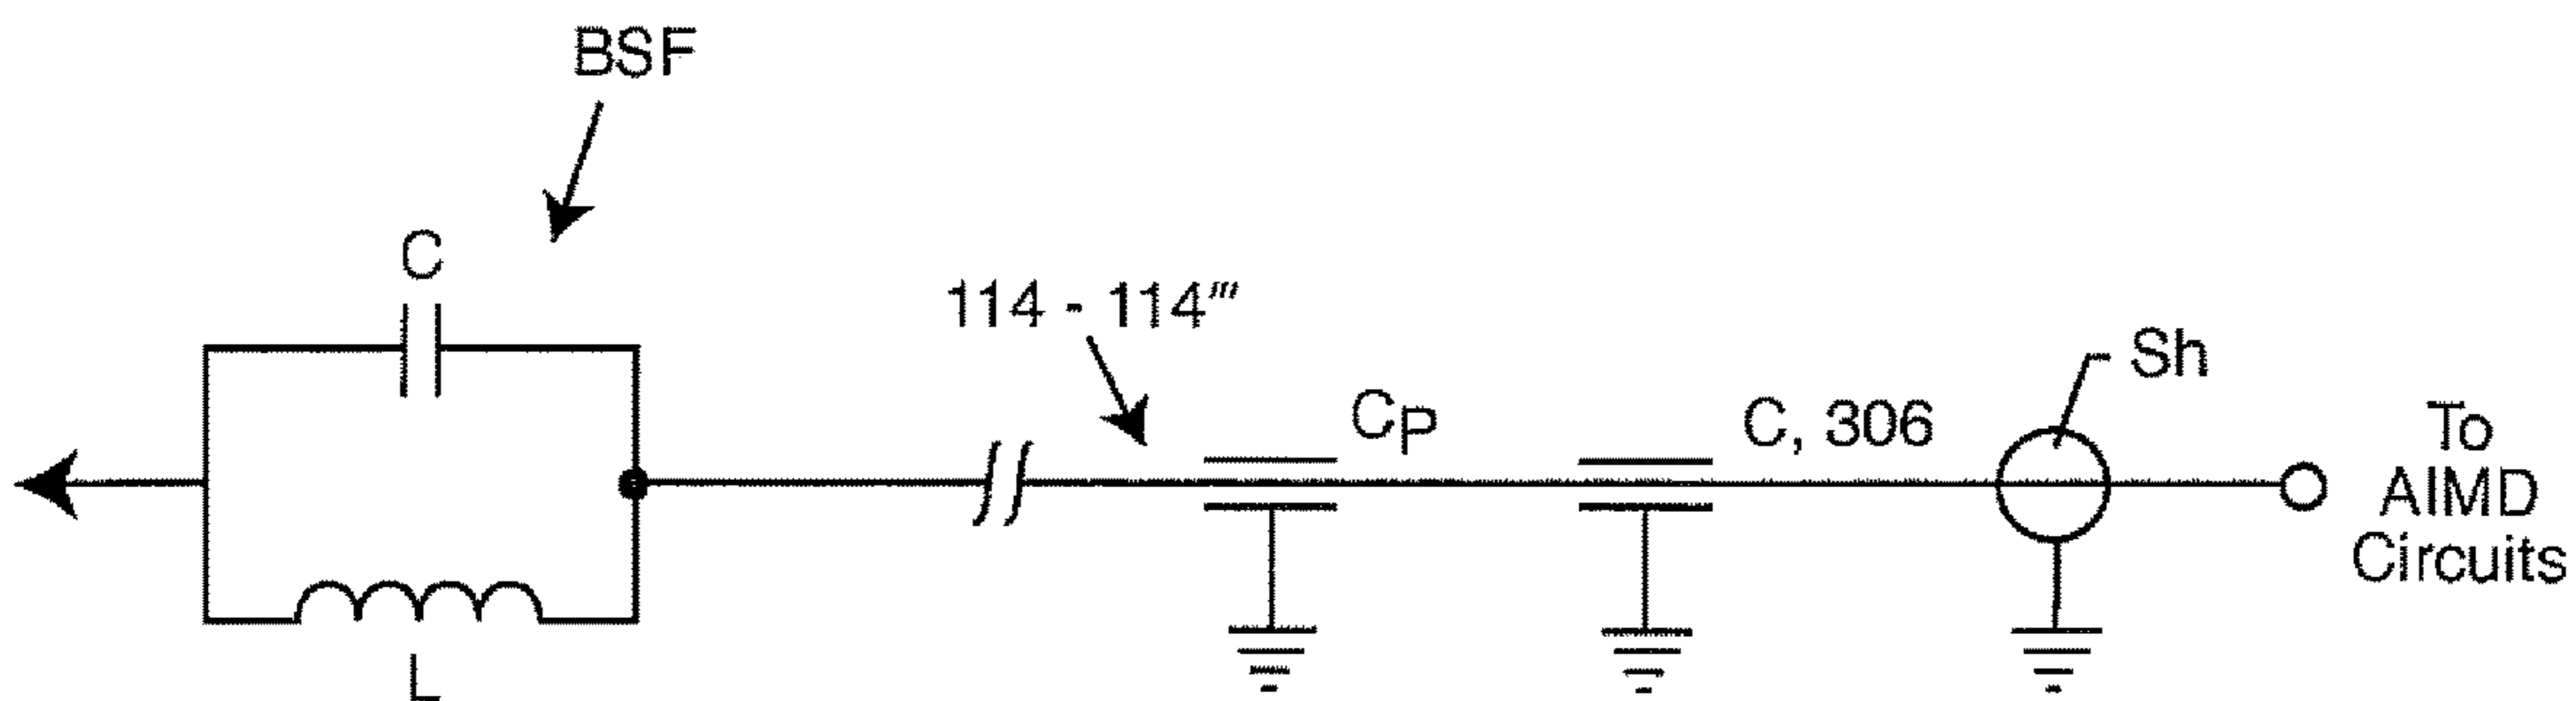 BSF
C
114 - 114‴
Sh
CP
C, 306
To
AIMD
Circuits
L